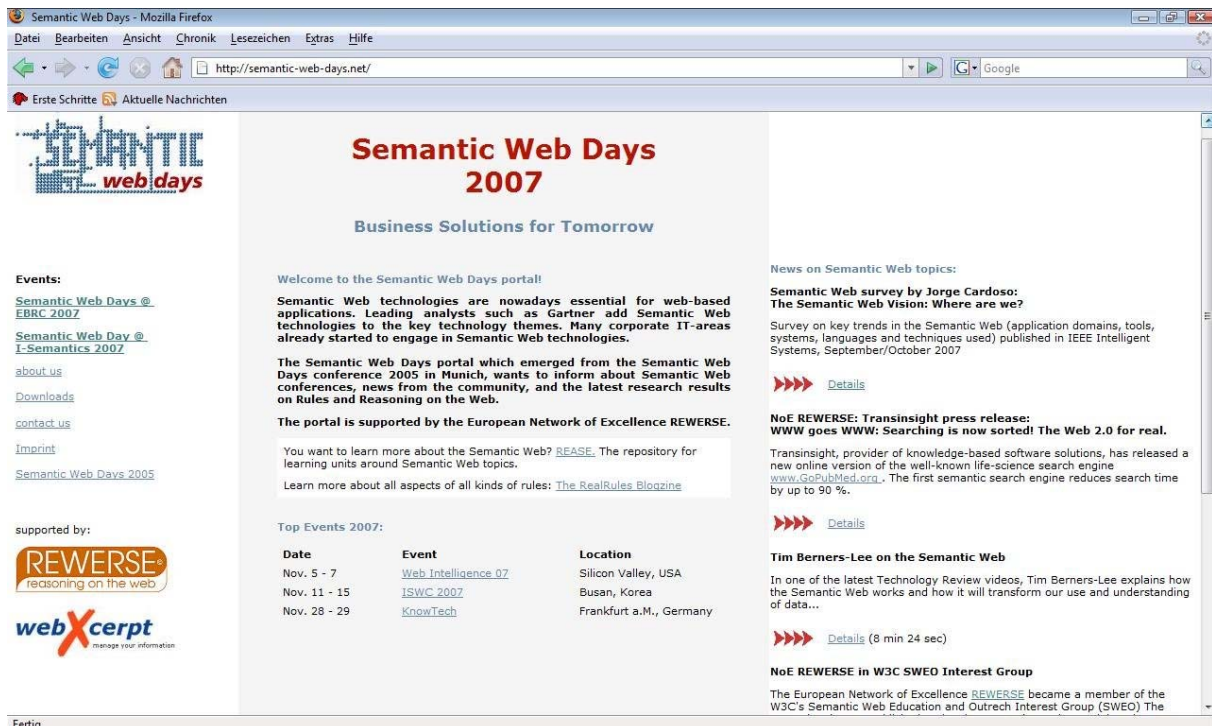 Semantic Web Days - Mozilla Firefox
Datei Bearbeiten Ansicht Chronik Lesezeichen Extras Hilfe
http://semantic-web-days.net/
G Google
Erste Schritte Aktuelle Nachrichten
SEMANTIC
web days
Events:
Semantic Web Days @
EBRC 2007
Semantic Web Day @
I-Semantics 2007
about us
Downloads
contact us
Imprint
Semantic Web Days 2005
supported by:
REWERSE
reasoning on the web
webXcerpt
manage your information
Semantic Web Days
2007
Business Solutions for Tomorrow
Welcome to the Semantic Web Days portal!
Semantic Web technologies are nowadays essential for web-based
applications. Leading analysts such as Gartner add Semantic Web
technologies to the key technology themes. Many corporate IT-areas
already started to engage in Semantic Web technologies.
The Semantic Web Days portal which emerged from the Semantic Web
Days conference 2005 in Munich, wants to inform about Semantic Web
conferences, news from the community, and the latest research results
on Rules and Reasoning on the Web.
The portal is supported by the European Network of Excellence REWERSE.
You want to learn more about the Semantic Web? REASE. The repository for
learning units around Semantic Web topics.
Learn more about all aspects of all kinds of rules: The RealRules Blogzine
Top Events 2007:
Date Event Location
Nov. 5 - 7 Web Intelligence 07 Silicon Valley, USA
Nov. 11 - 15 ISWC 2007 Busan, Korea
Nov. 28 - 29 KnowTech Frankfurt a.M., Germany
News on Semantic Web topics:
Semantic Web survey by Jorge Cardoso:
The Semantic Web Vision: Where are we?
Survey on key trends in the Semantic Web (application domains, tools,
systems, languages and techniques used) published in IEEE Intelligent
Systems, September/October 2007
Details
NoE REWERSE: Transinsight press release:
WWW goes WWW: Searching is now sorted! The Web 2.0 for real.
Transinsight, provider of knowledge-based software solutions, has released a
new online version of the well-known life-science search engine
www.GoPubMed.org . The first semantic search engine reduces search time
by up to 90 %.
Details
Tim Berners-Lee on the Semantic Web
In one of the latest Technology Review videos, Tim Berners-Lee explains how
the Semantic Web works and how it will transform our use and understanding
of data...
Details (8 min 24 sec)
NoE REWERSE in W3C SWEO Interest Group
The European Network of Excellence REWERSE became a member of the
W3C's Semantic Web Education and Outrech Interest Group (SWEO) The
Fertig